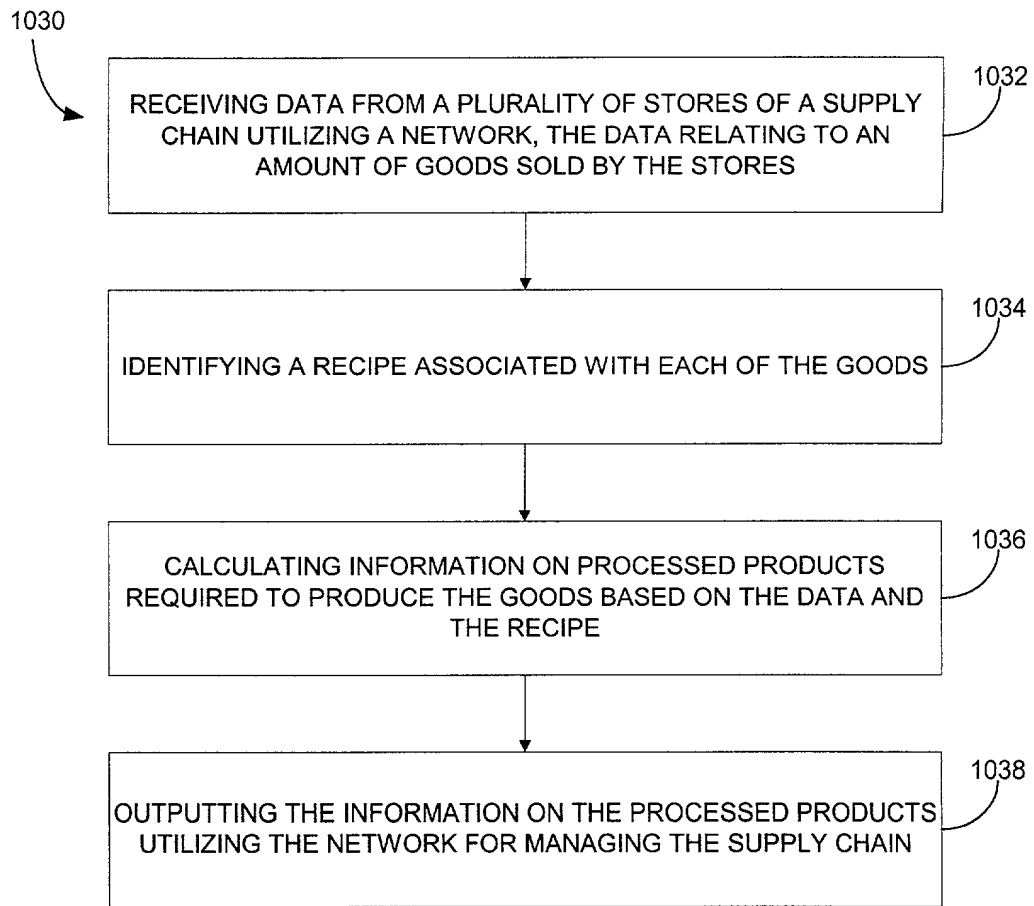 1030
1032
RECEIVING DATA FROM A PLURALITY OF STORES OF A SUPPLY
CHAIN UTILIZING A NETWORK, THE DATA RELATING TO AN
AMOUNT OF GOODS SOLD BY THE STORES
1034
IDENTIFYING A RECIPE ASSOCIATED WITH EACH OF THE GOODS
1036
CALCULATING INFORMATION ON PROCESSED PRODUCTS
REQUIRED TO PRODUCE THE GOODS BASED ON THE DATA AND
THE RECIPE
1038
OUTPUTTING THE INFORMATION ON THE PROCESSED PRODUCTS
UTILIZING THE NETWORK FOR MANAGING THE SUPPLY CHAIN